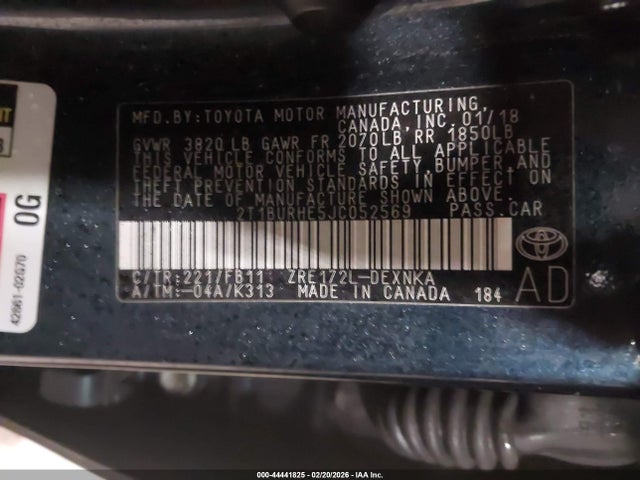 MFD.BY:TOYOTA MOTOR MANUFACTURING,
CANADA, INC. 01/18
GVWR 3820 LB GAWR FR 2070LB, RR 1850LB
THIS VEHICLE CONFORMS TO ALL APPLICABLE
FEDERAL MOTOR VEHICLE SAFETY, BUMPER AND
THEFT PREVENTION STANDARDS IN EFFECT ON
THE DATE OF MANUFACTURE SHOWN ABOVE.
2T1BURHE5JC052569 PASS.CAR
C/TR:221/FB11 ZRE172L-DEXNKA
A/TM:-04A/K313 MADE IN CANADA 184
AD
0G
42661-02G70
000-44441825 | 02/20/2026 | IAA Inc.